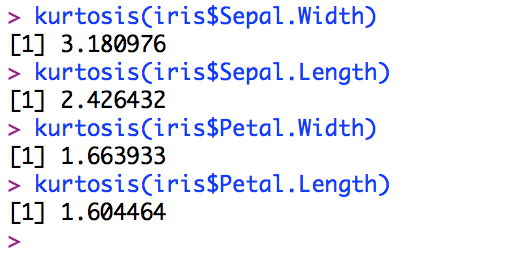 > kurtosis(iris$Sepal.Width)
[1] 3.180976
> kurtosis(iris$Sepal.Length)
[1] 2.426432
> kurtosis(iris$Petal.Width)
[1] 1.663933
> kurtosis(iris$Petal.Length)
[1] 1.604464
>